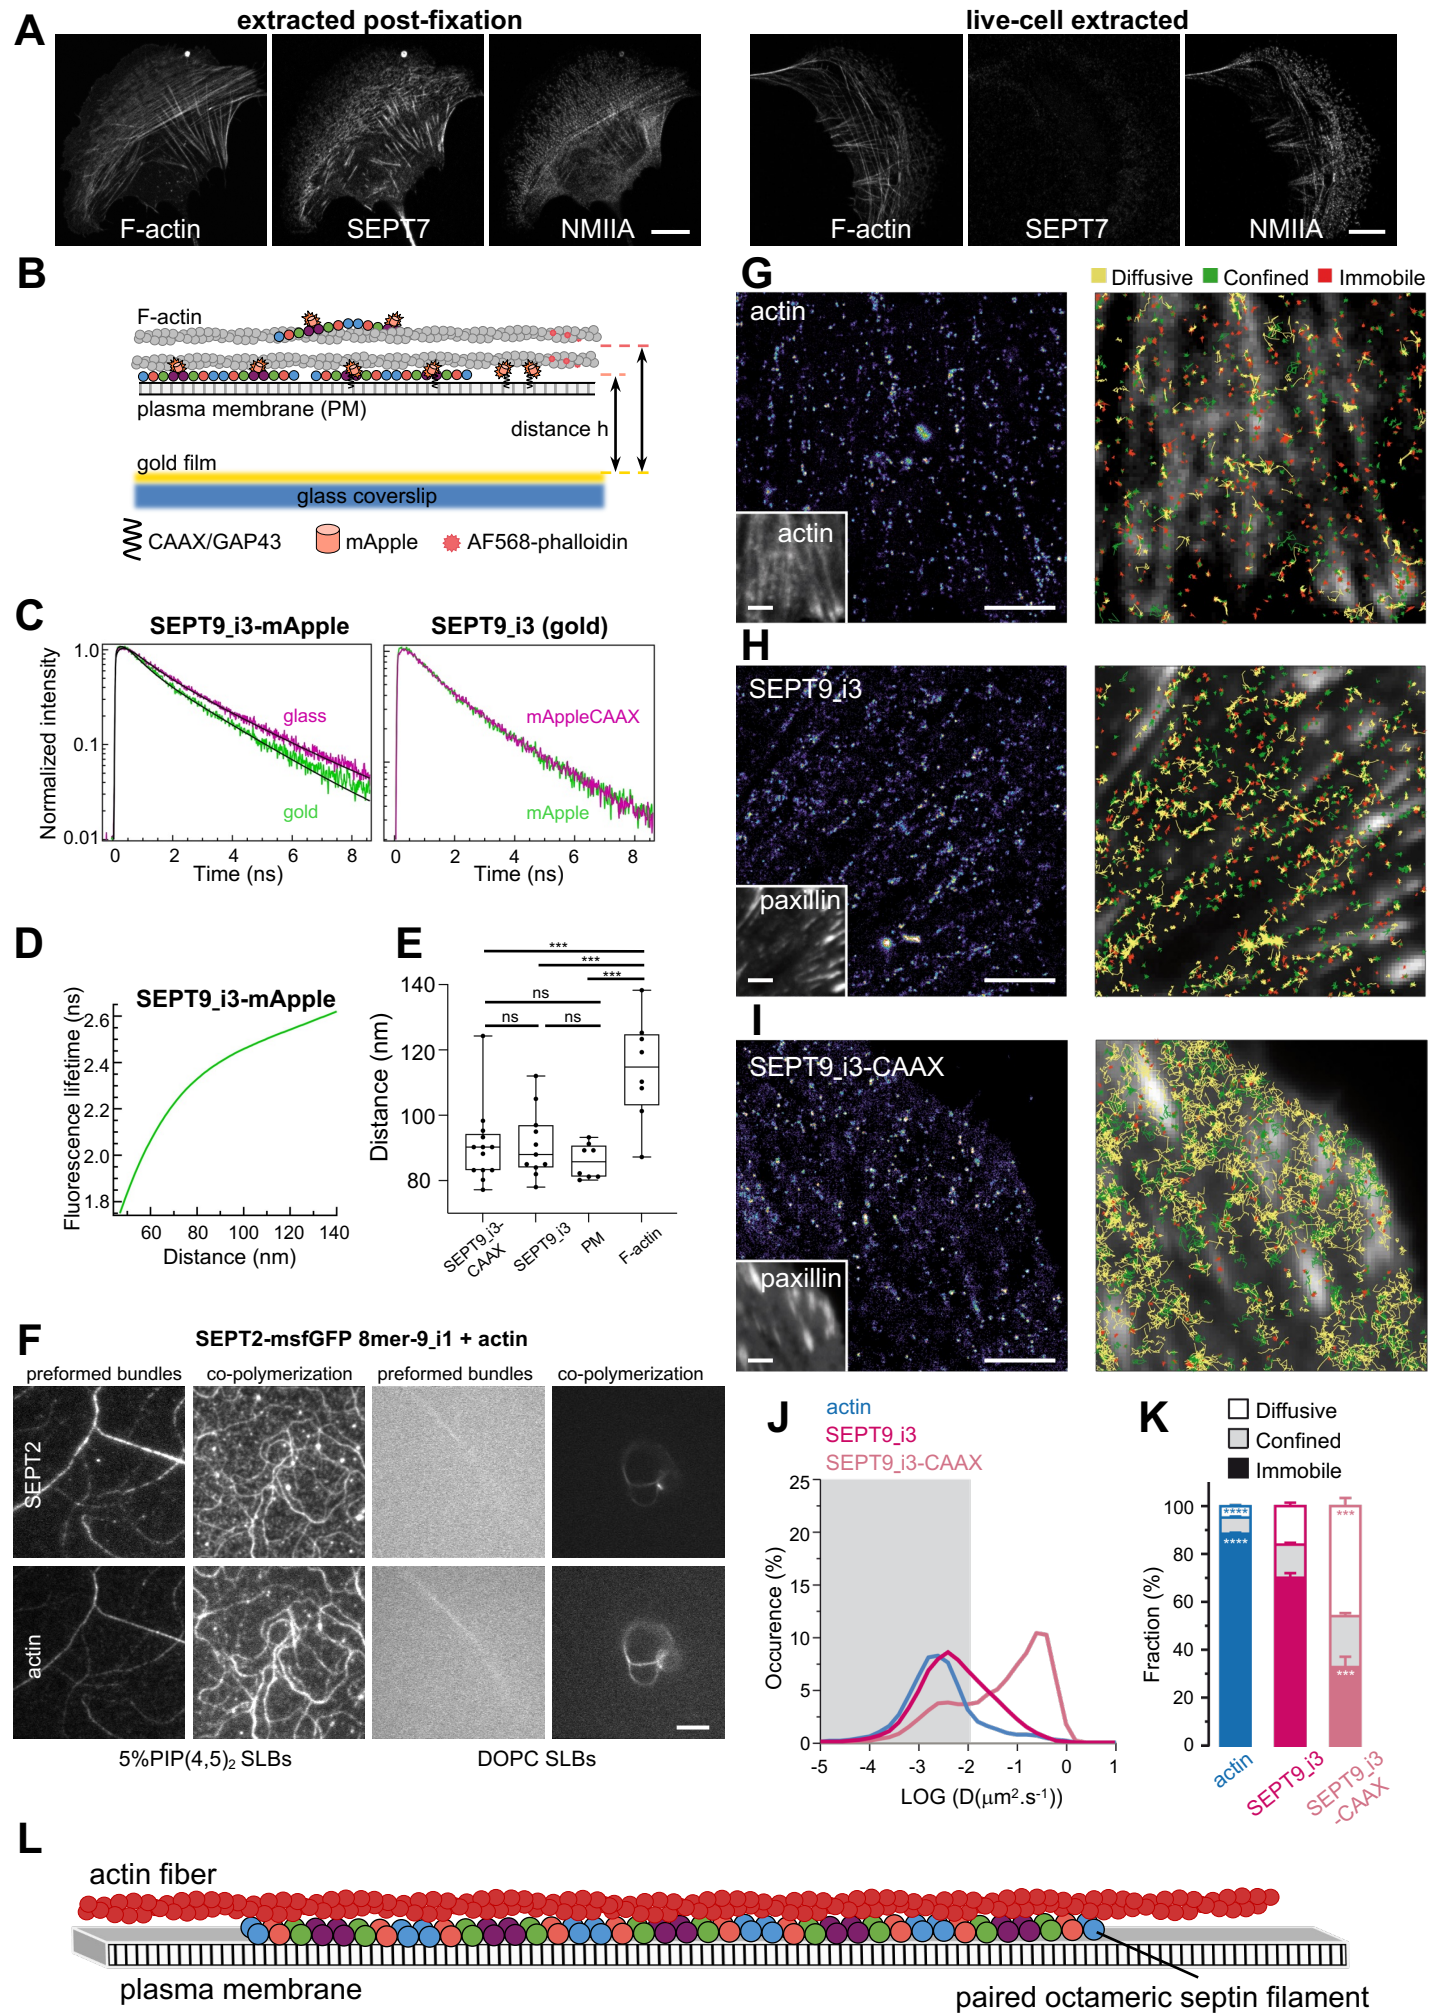 A
extracted post-fixation
live-cell extracted
F-actin
SEPT7
NMIIA
F-actin
SEPT7
NMIIA
B
F-actin
plasma membrane (PM)
distance h
gold film
glass coverslip
CAAX/GAP43
mApple
AF568-phalloidin
C
SEPT9_i3-mApple
SEPT9_i3 (gold)
Normalized intensity
1.0
0.1
0.01
glass
gold
mAppleCAAX
mApple
0 2 4 6 8
0 2 4 6 8
Time (ns)
Time (ns)
D
SEPT9_i3-mApple
Fluorescence lifetime (ns)
2.6
2.4
2.2
2.0
1.8
60 80 100 120 140
Distance (nm)
E
***
***
***
ns
ns ns
Distance (nm)
140
120
100
80
SEPT9_i3-
CAAX
SEPT9_i3
PM
F-actin
F
SEPT2-msfGFP 8mer-9_i1 + actin
preformed bundles
co-polymerization
preformed bundles
co-polymerization
SEPT2
actin
5%PIP(4,5)₂ SLBs
DOPC SLBs
G
Diffusive Confined Immobile
actin
actin
H
SEPT9_i3
paxillin
I
SEPT9_i3-CAAX
paxillin
J
actin
SEPT9_i3
SEPT9_i3-CAAX
Occurence (%)
25
20
15
10
5
0
-5 -4 -3 -2 -1 0 1
LOG (D(μm².s⁻¹))
K
Diffusive
Confined
Immobile
Fraction (%)
100
80
60
40
20
0
****
****
***
***
actin
SEPT9_i3
SEPT9_i3
-CAAX
L
actin fiber
plasma membrane
paired octameric septin filament